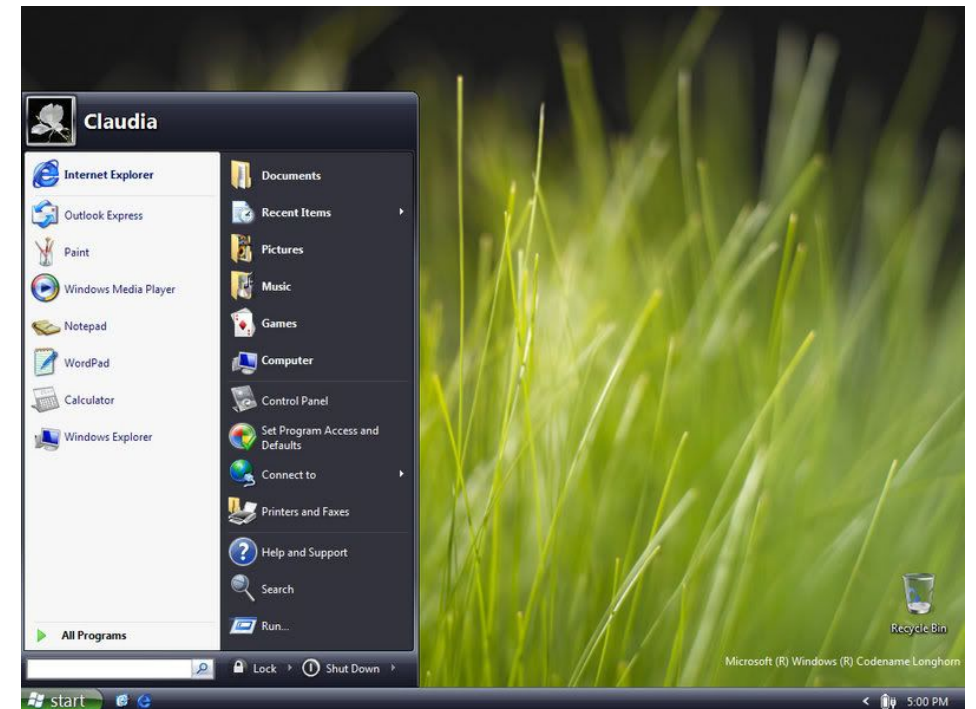 Claudia
Internet Explorer
Outlook Express
Paint
Windows Media Player
Notepad
WordPad
Calculator
Windows Explorer
All Programs
Documents
Recent Items
Pictures
Music
Games
Computer
Control Panel
Set Program Access and
Defaults
Connect to
Printers and Faxes
Help and Support
Search
Run...
Lock
Shut Down
Recycle Bin
Microsoft (R) Windows (R) Codename Longhorn
start
5:00 PM